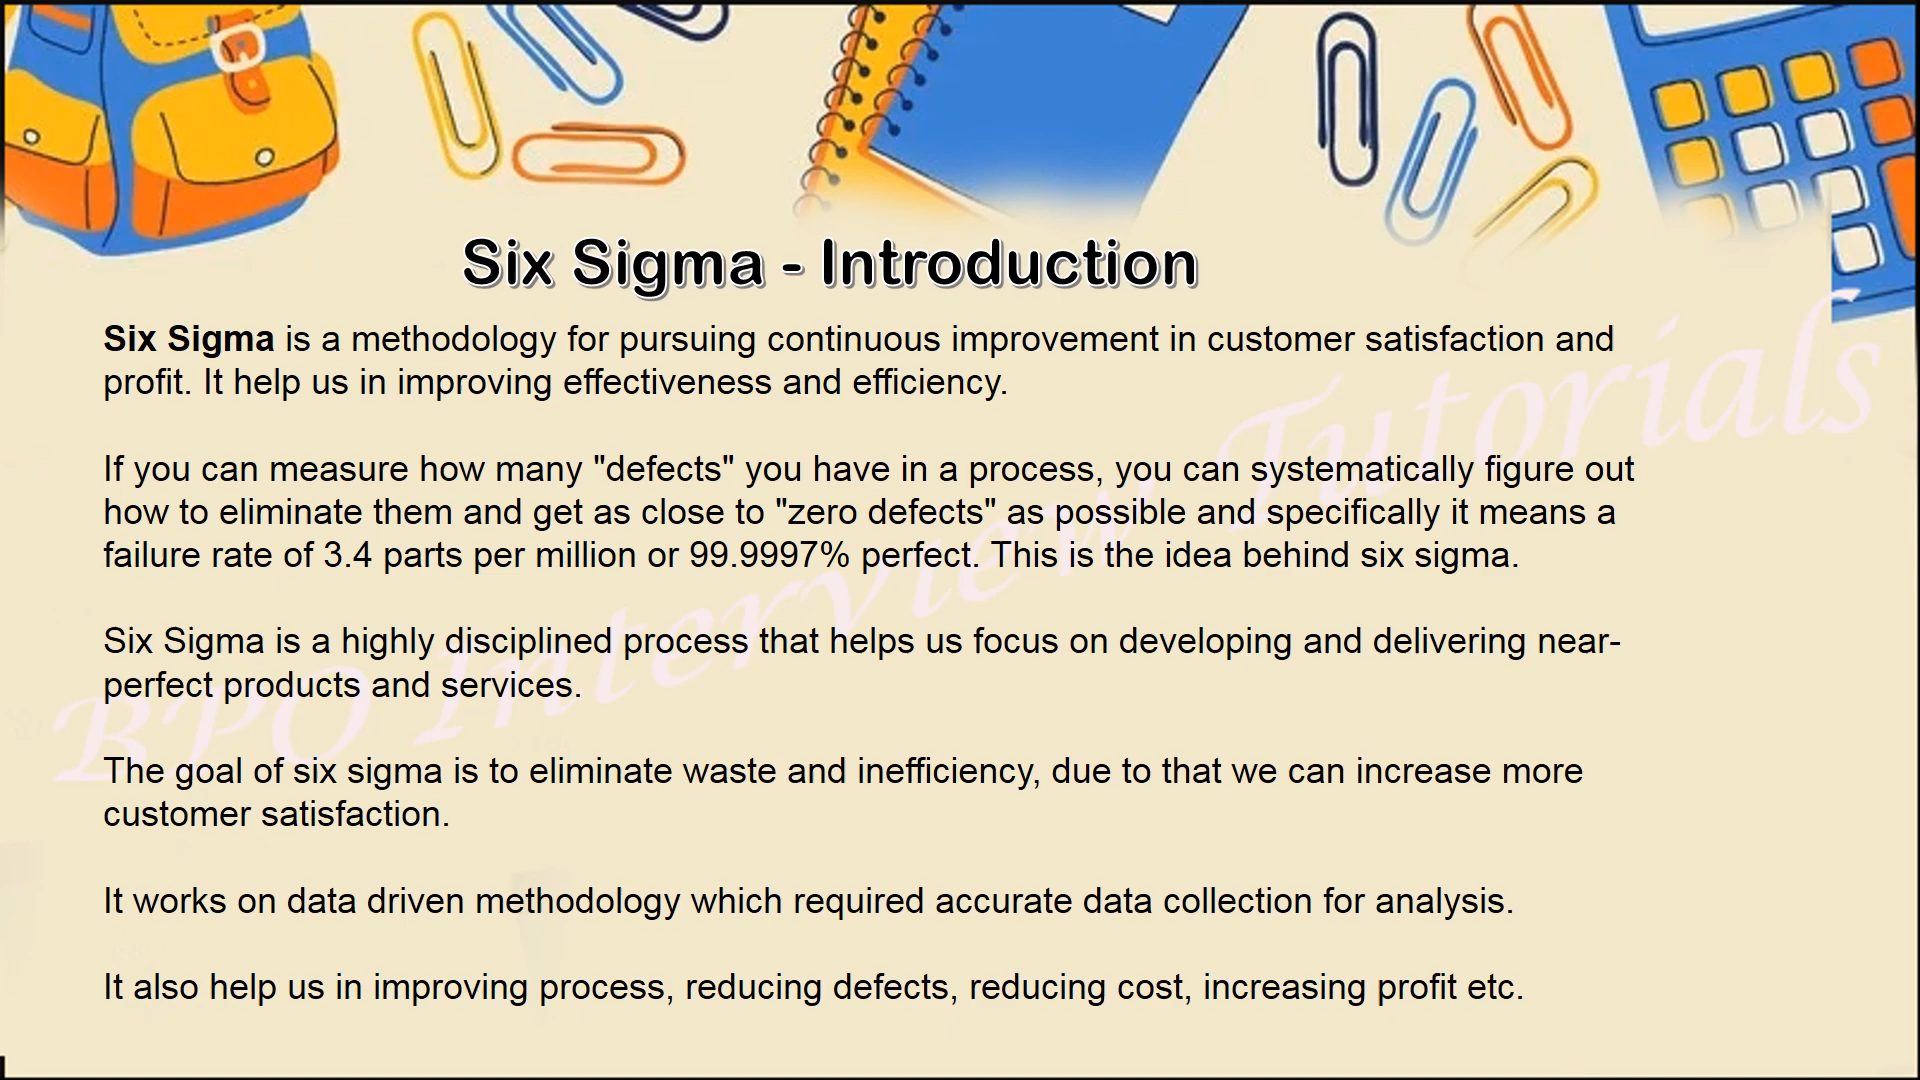 Six Sigma - Introduction
Six Sigma is a methodology for pursuing continuous improvement in customer satisfaction and
profit. It help us in improving effectiveness and efficiency.
If you can measure how many "defects" you have in a process, you can systematically figure out
how to eliminate them and get as close to "zero defects" as possible and specifically it means a
failure rate of 3.4 parts per million or 99.9997% perfect. This is the idea behind six sigma.
Six Sigma is a highly disciplined process that helps us focus on developing and delivering near-
perfect products and services.
The goal of six sigma is to eliminate waste and inefficiency, due to that we can increase more
customer satisfaction.
It works on data driven methodology which required accurate data collection for analysis.
It also help us in improving process, reducing defects, reducing cost, increasing profit etc.
BPO Interview Tutorials